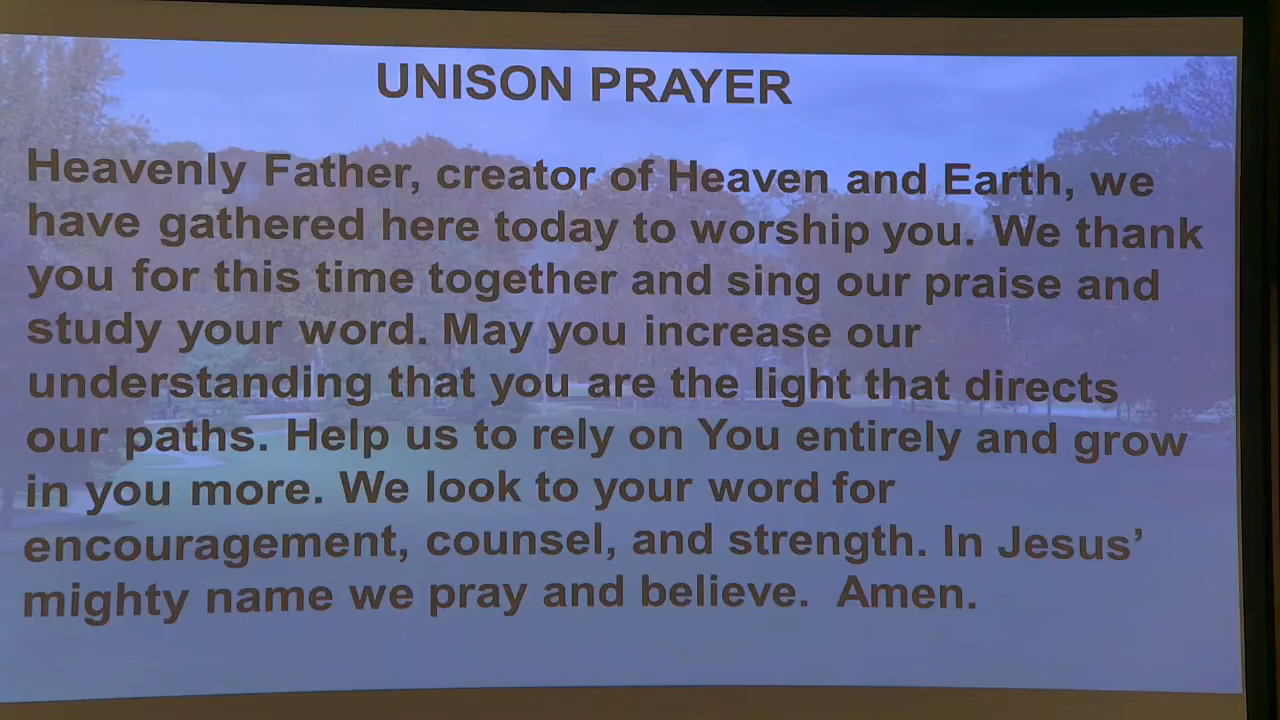 UNISON PRAYER
Heavenly Father, creator of Heaven and Earth, we
have gathered here today to worship you. We thank
you for this time together and sing our praise and
study your word. May you increase our
understanding that you are the light that directs
our paths. Help us to rely on You entirely and grow
in you more. We look to your word for
encouragement, counsel, and strength. In Jesus’
mighty name we pray and believe.  Amen.